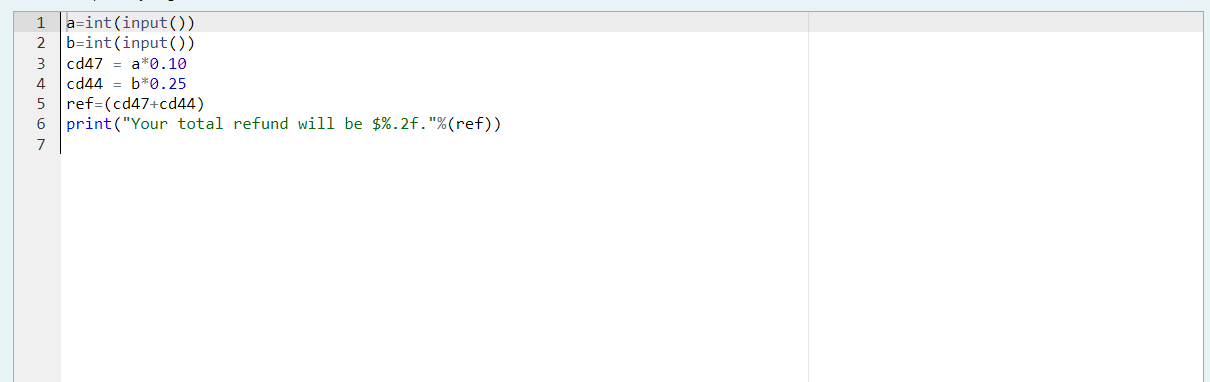 1 a=int(input())
2 b=int(input())
3 cd47 = a*0.10
4 cd44 = b*0.25
5 ref=(cd47+cd44)
6 print("Your total refund will be $%.2f."%(ref))
7